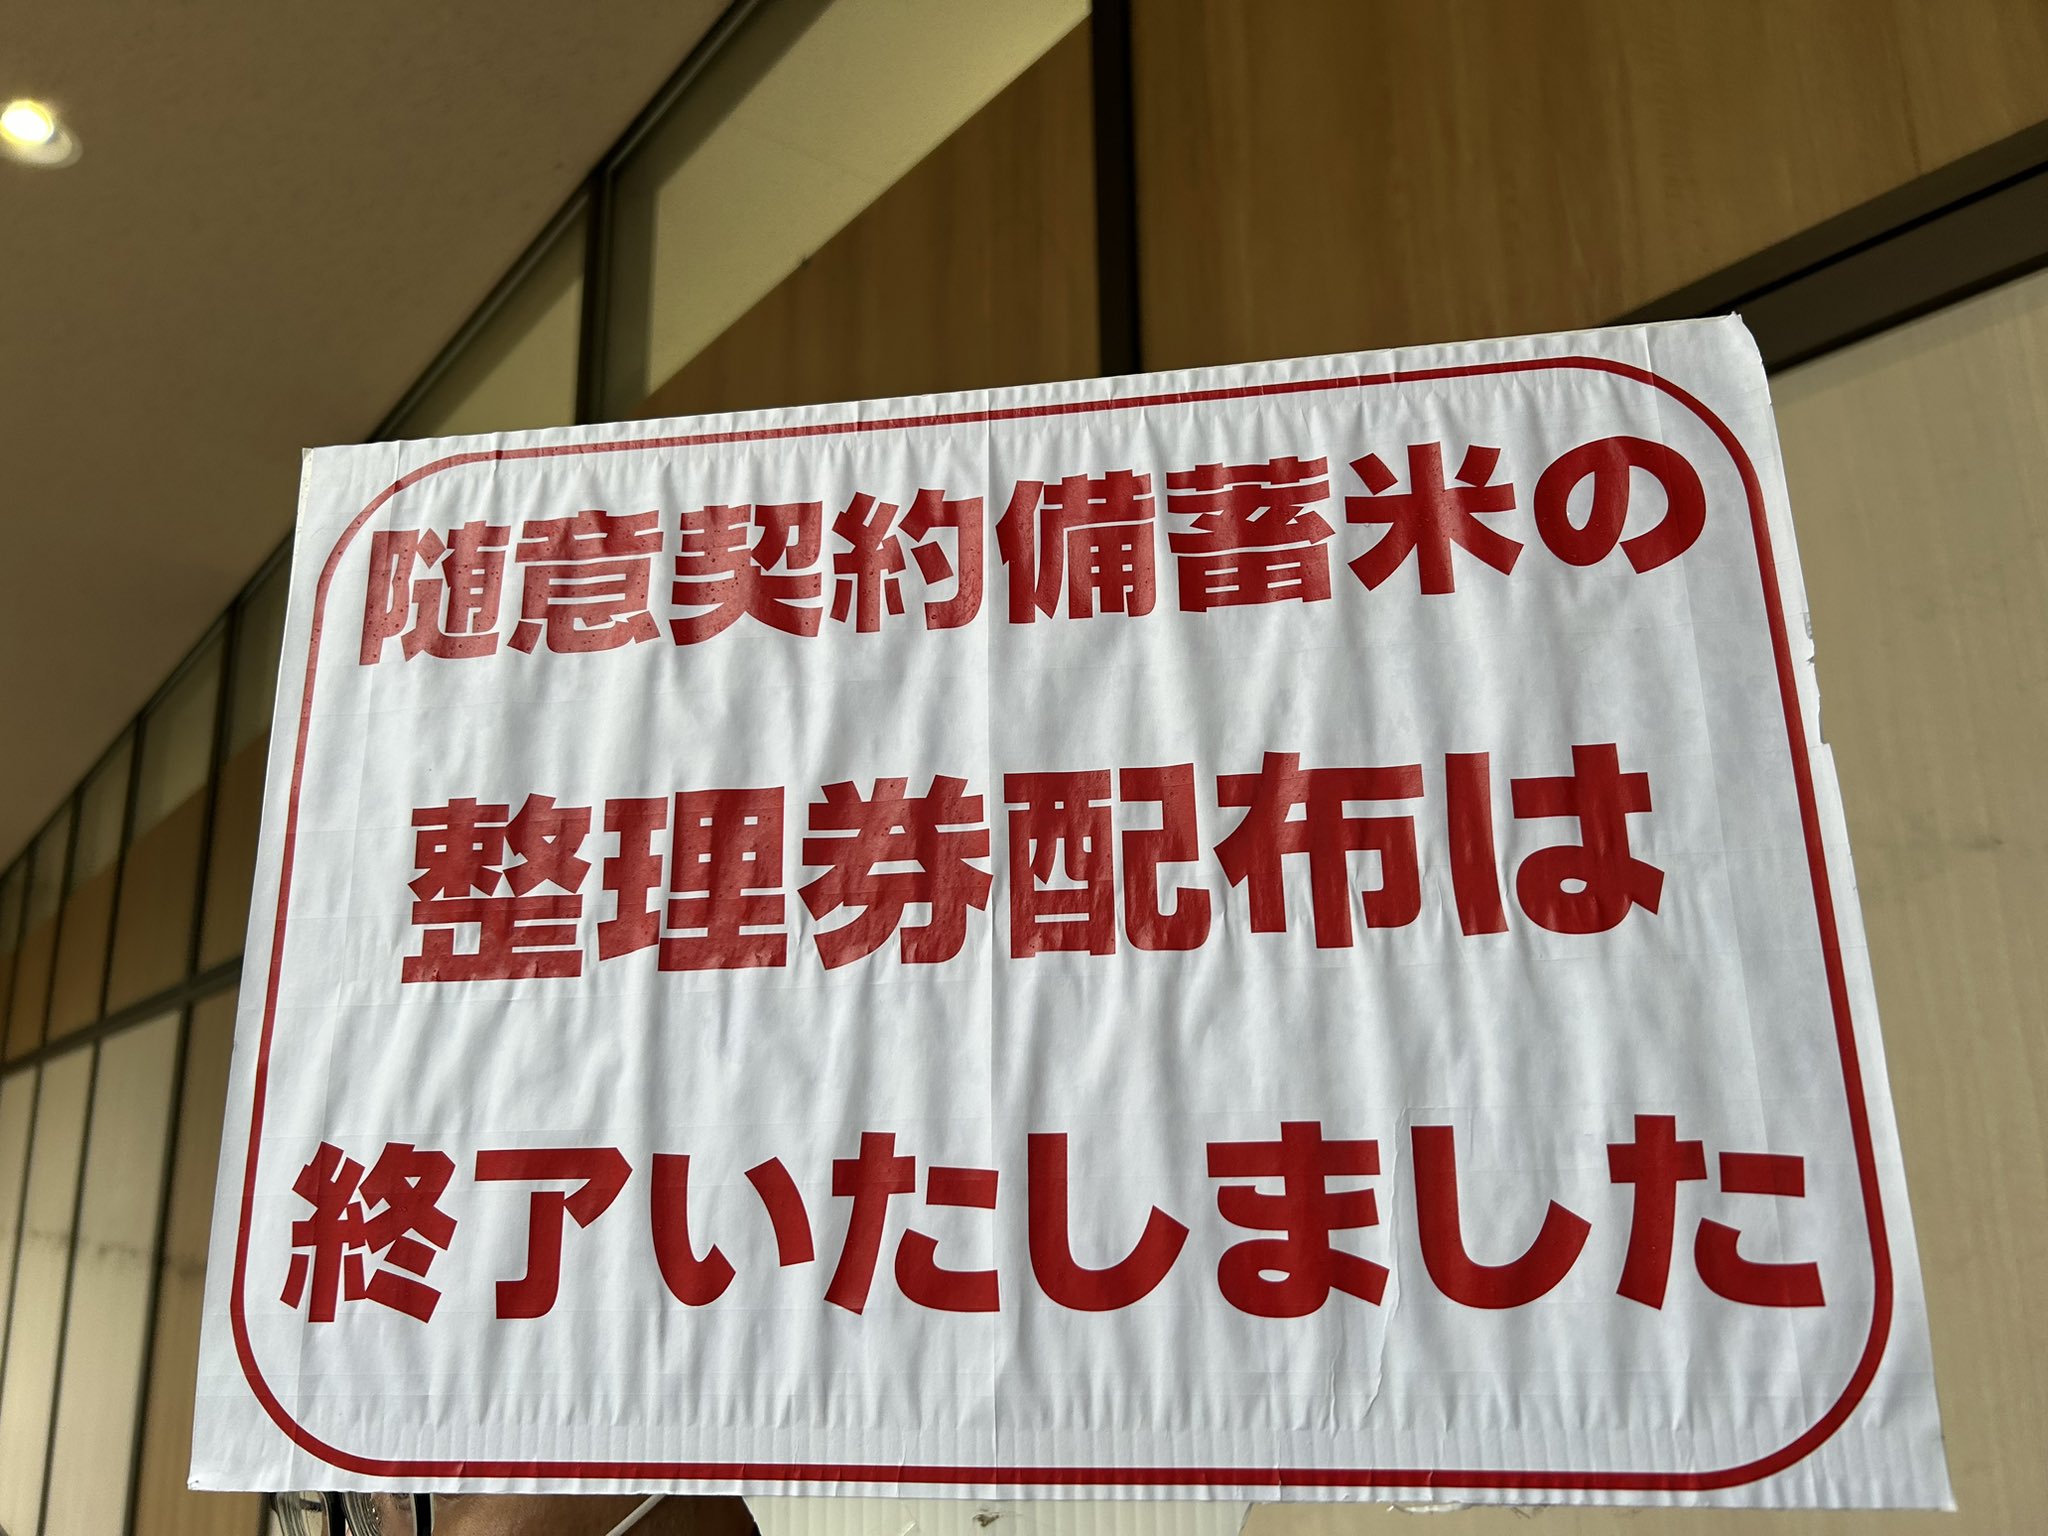 随意契約備蓄米の
整理券配布は
終了いたしました